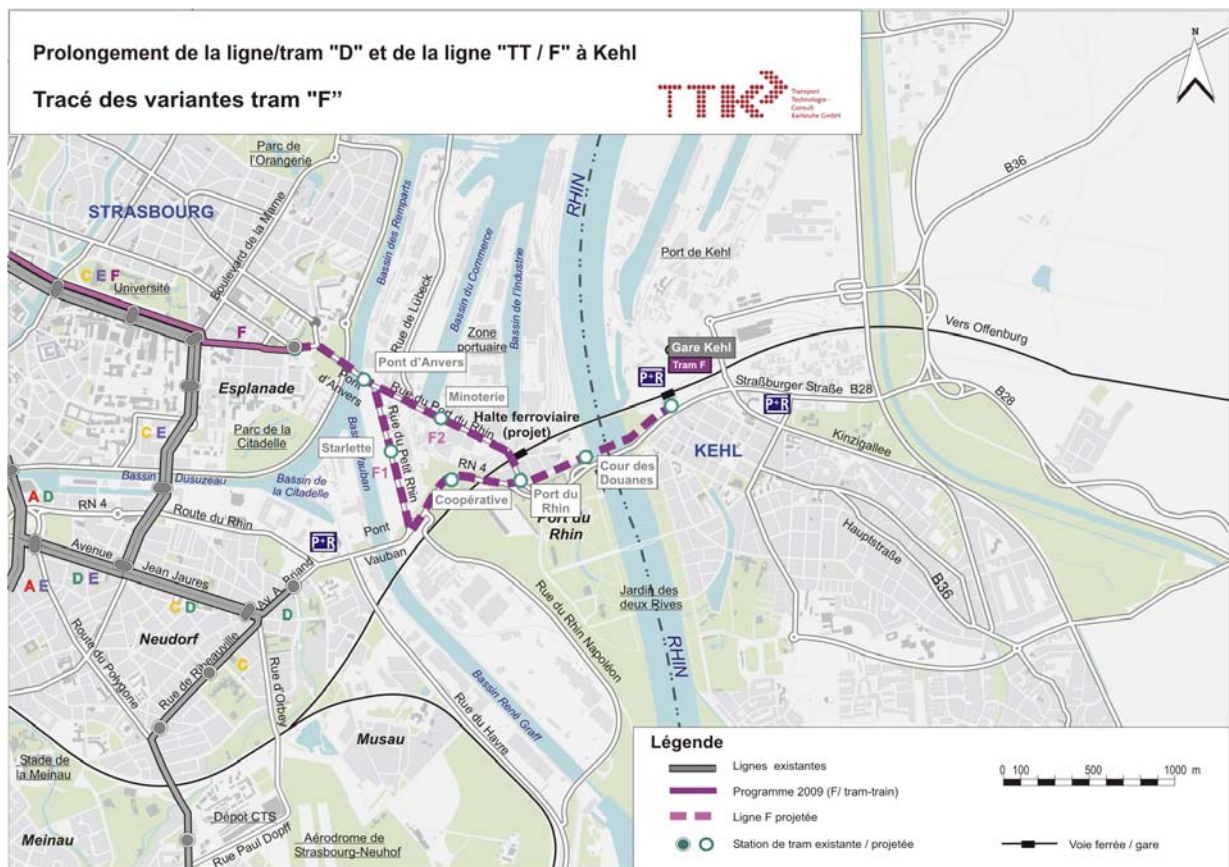 Prolongement de la ligne/tram "D" et de la ligne "TT / F" à Kehl
Tracé des variantes tram "F”
TTK
Transport
Technologie -
Consult
Karlsruhe GmbH
N
Parc de
l'Orangerie
STRASBOURG
Boulevard de la Marne
Bassin des Remparts
Rue de Lübeck
Bassin du Commerce
Bassin de l'Industrie
RHIN
B36
Port de Kehl
C E F
Université
F
Zone
portuaire
Vers Offenburg
Gare Kehl
Tram F
P+R
Straßburger Straße B28
B28
P+R
Pont d'Anvers
Pont
d'Anvers
Esplanade
Rue du Port du Rhin
Minoterie
Halte ferroviaire
(projet)
F2
Kinzigallee
C E
Parc de la
Citadelle
Starlette
F1
Rue du Petit Rhin
Bassin Vauban
RN 4
KEHL
Cour des
Douanes
Bassin Dusuzeau
Bassin de
la Citadelle
Coopérative
Port du
Rhin
Port du
Rhin
A D
RN 4
Route du Rhin
P+R
Pont
Vauban
Hauptstraße
B36
Avenue
Jean Jaures
Av. A. Briand
A E
D E
C D
D
Jardin des
deux Rives
Rue du Rhin Napoléon
RHIN
Neudorf
C
Route du Polygone
Rue de Ribeauville
Rue d'Orbey
Bassin René Graff
Rue du Havre
Musau
Stade de
la Meinau
Dépôt CTS
Rue Paul Dopff
Aérodrome de
Strasbourg-Neuhof
Meinau
Légende
Lignes existantes
Programme 2009 (F/ tram-train)
Ligne F projetée
Station de tram existante / projetée
0 100 500 1000 m
Voie ferrée / gare